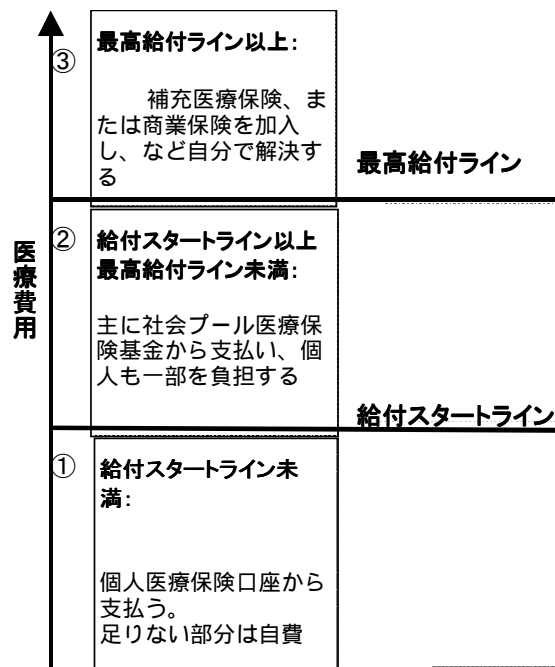 ③
最高給付ライン以上：
補充医療保険、ま
たは商業保険を加入
し、など自分で解決す
る
最高給付ライン
医療費用
②
給付スタートライン以上
最高給付ライン未満：
主に社会プール医療保
険基金から支払い、個
人も一部を負担する
給付スタートライン
①
給付スタートライン未
満：
個人医療保険口座から
支払う。
足りない部分は自費